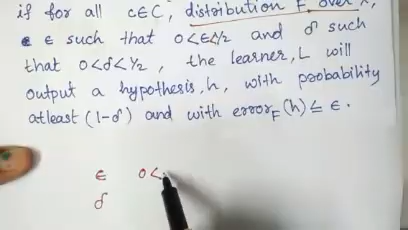 if for all c∈C, distribution F over X,
ϵ such that 0<ϵ<1/2 and δ such
that 0<δ<1/2, the learner, L will
output a hypothesis, h, with probability
atleast (1-δ) and with error_F(h) ≤ ϵ.
ϵ 0<
δ